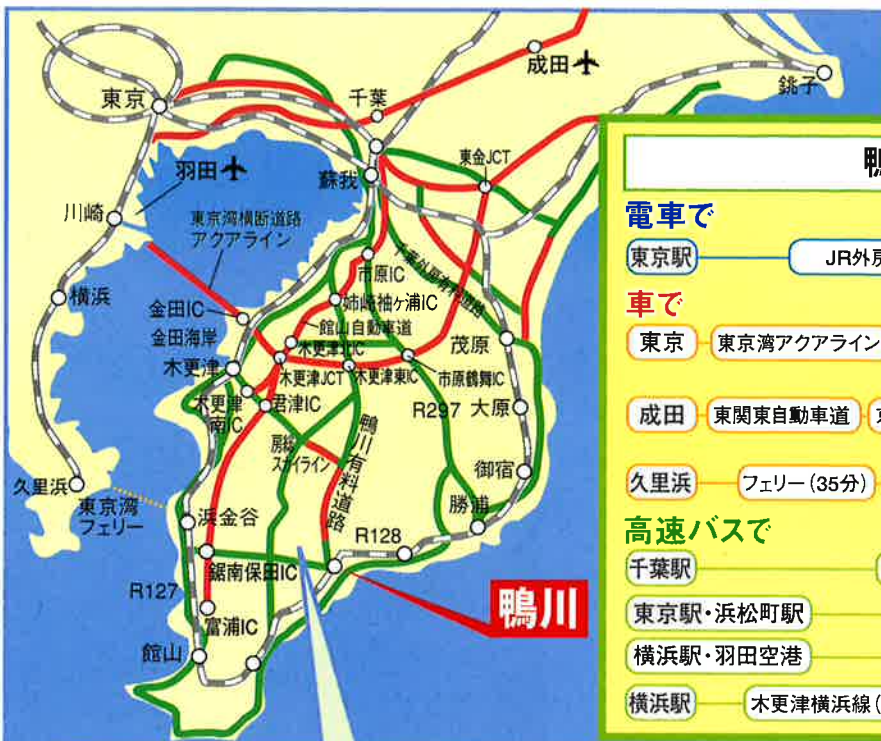 成田
銚子
東京
千葉
羽田
蘇我
東金JCT
川崎
東京湾横断道路
アクアライン
千葉外房有料道路
市原IC
横浜
姉崎袖ヶ浦IC
金田IC
館山自動車道
金田海岸
木更津北IC
茂原
木更津
木更津JCT
木更津東IC
市原鶴舞IC
木更津
南IC
君津IC
R297
大原
房総
スカイライン
鴨川有料道路
御宿
久里浜
東京湾
フェリー
浜金谷
勝浦
R128
鋸南保田IC
R127
鴨川
富浦IC
館山
電車で
東京駅
JR外房
車で
東京
東京湾アクアライン
成田
東関東自動車道
久里浜
フェリー(35分)
高速バスで
千葉駅
東京駅・浜松町駅
横浜駅・羽田空港
横浜駅
木更津横浜線(